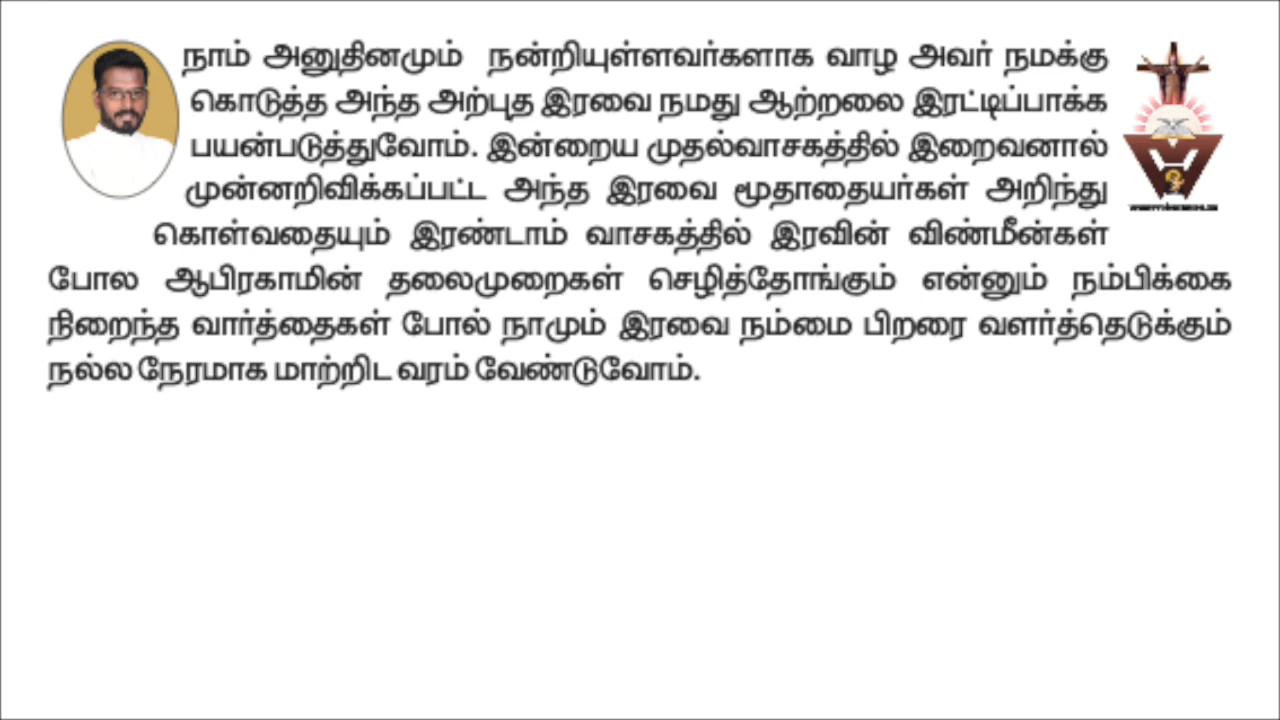 நாம் அனுதினமும் நன்றியுள்ளவர்களாக வாழ அவர் நமக்கு
கொடுத்த அந்த அற்புத இரவை நமது ஆற்றலை இரட்டிப்பாக்க
பயன்படுத்துவோம். இன்றைய முதல்வாசகத்தில் இறைவனால்
முன்னறிவிக்கப்பட்ட அந்த இரவை மூதாதையர்கள் அறிந்து
கொள்வதையும் இரண்டாம் வாசகத்தில் இரவின் விண்மீன்கள்
போல ஆபிரகாமின் தலைமுறைகள் செழித்தோங்கும் என்னும் நம்பிக்கை
நிறைந்த வார்த்தைகள் போல் நாமும் இரவை நம்மை பிறரை வளர்த்தெடுக்கும்
நல்ல நேரமாக மாற்றிட வரம் வேண்டுவோம்.